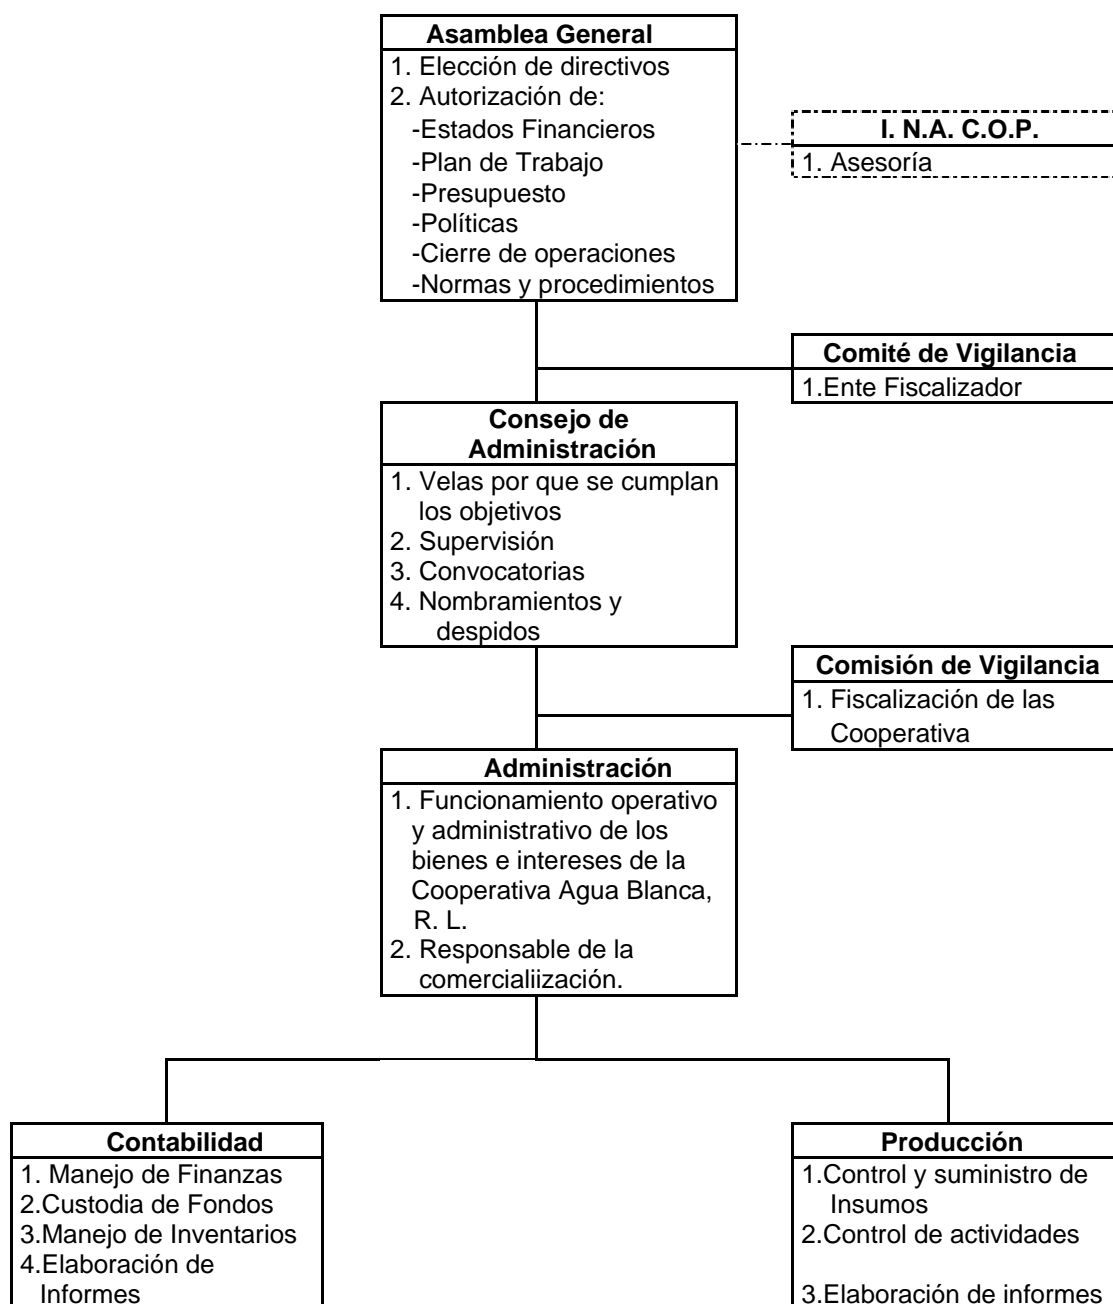 Asamblea General
1. Elección de directivos
2. Autorización de:
-Estados Financieros
-Plan de Trabajo
-Presupuesto
-Políticas
-Cierre de operaciones
-Normas y procedimientos
I. N.A. C.O.P.
1. Asesoría
Comité de Vigilancia
1.Ente Fiscalizador
Consejo de
Administración
1. Velas por que se cumplan
los objetivos
2. Supervisión
3. Convocatorias
4. Nombramientos y
despidos
Comisión de Vigilancia
1. Fiscalización de las
Cooperativa
Administración
1. Funcionamiento operativo
y administrativo de los
bienes e intereses de la
Cooperativa Agua Blanca,
R. L.
2. Responsable de la
comercialiización.
Contabilidad
1. Manejo de Finanzas
2.Custodia de Fondos
3.Manejo de Inventarios
4.Elaboración de
Informes
Producción
1.Control y suministro de
Insumos
2.Control de actividades
3.Elaboración de informes